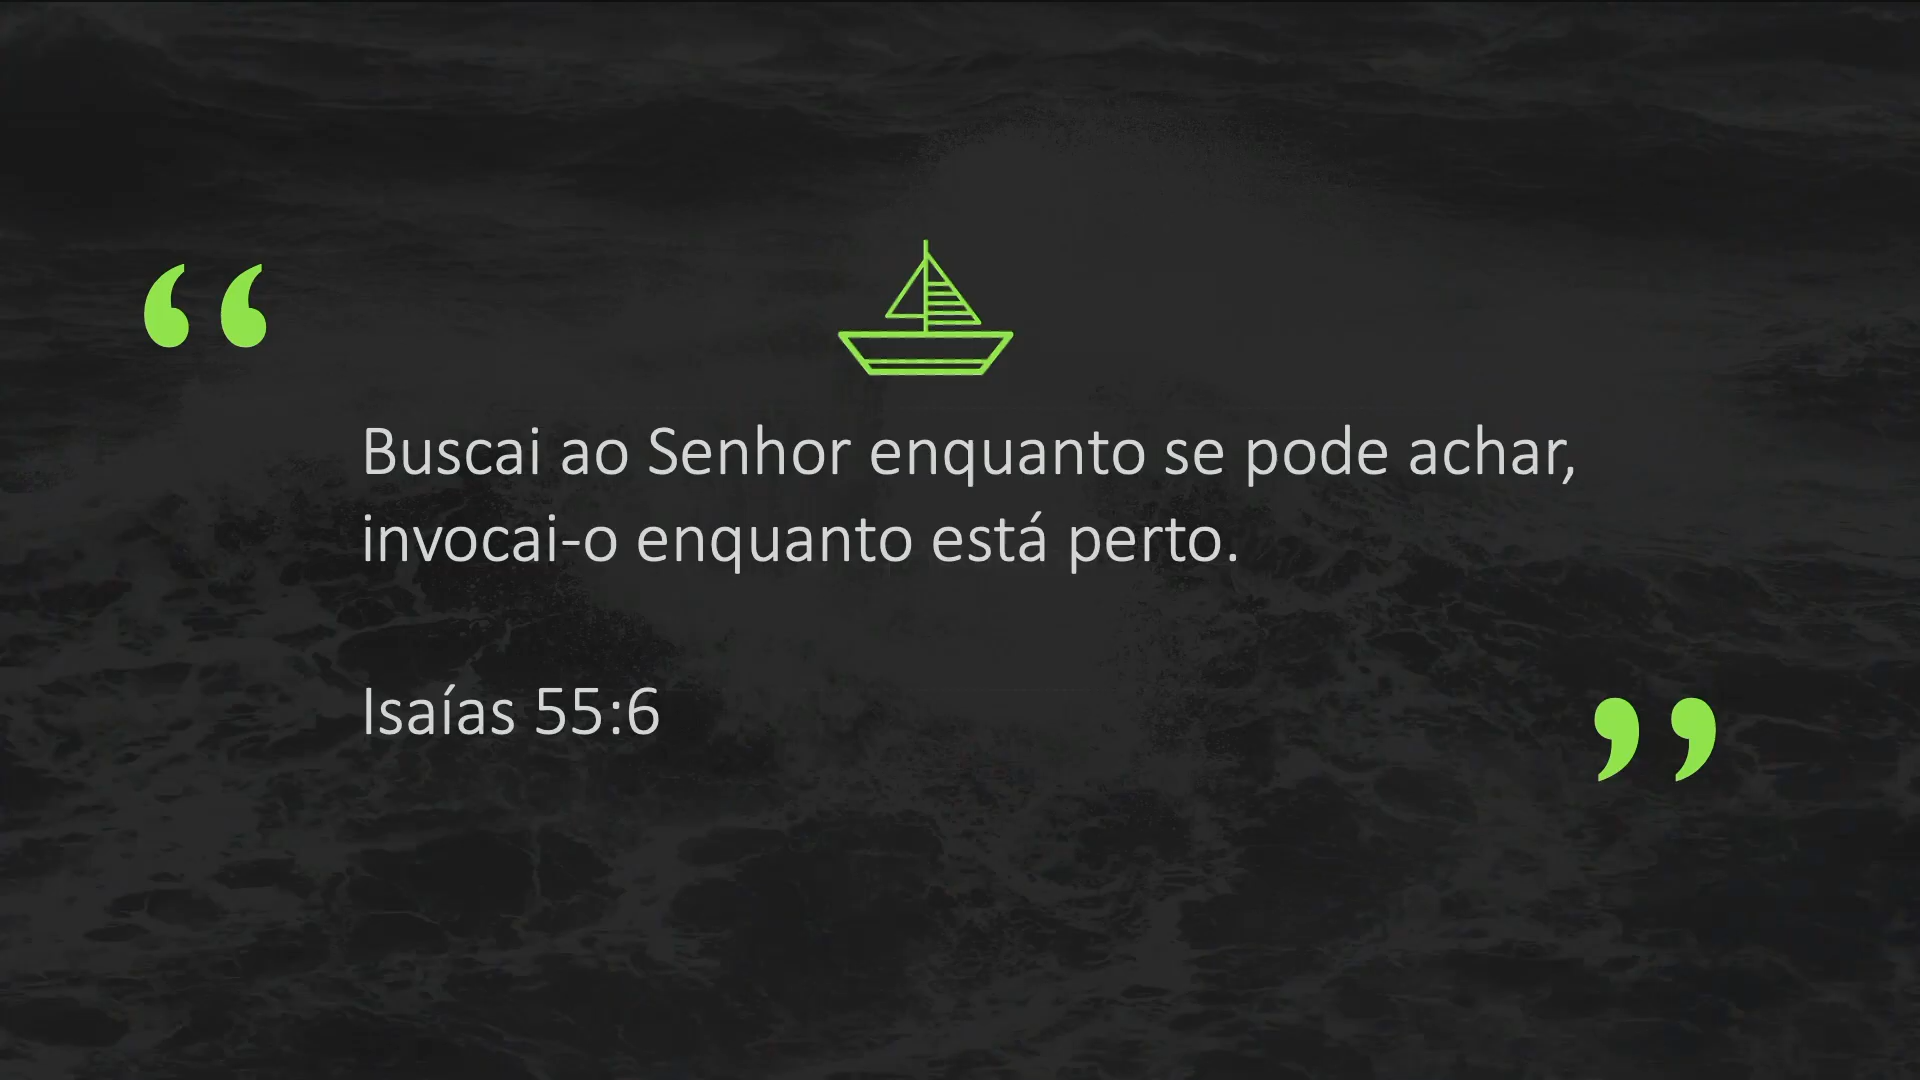 “
Buscai ao Senhor enquanto se pode achar,
invocai-o enquanto está perto.
Isaías 55:6
”